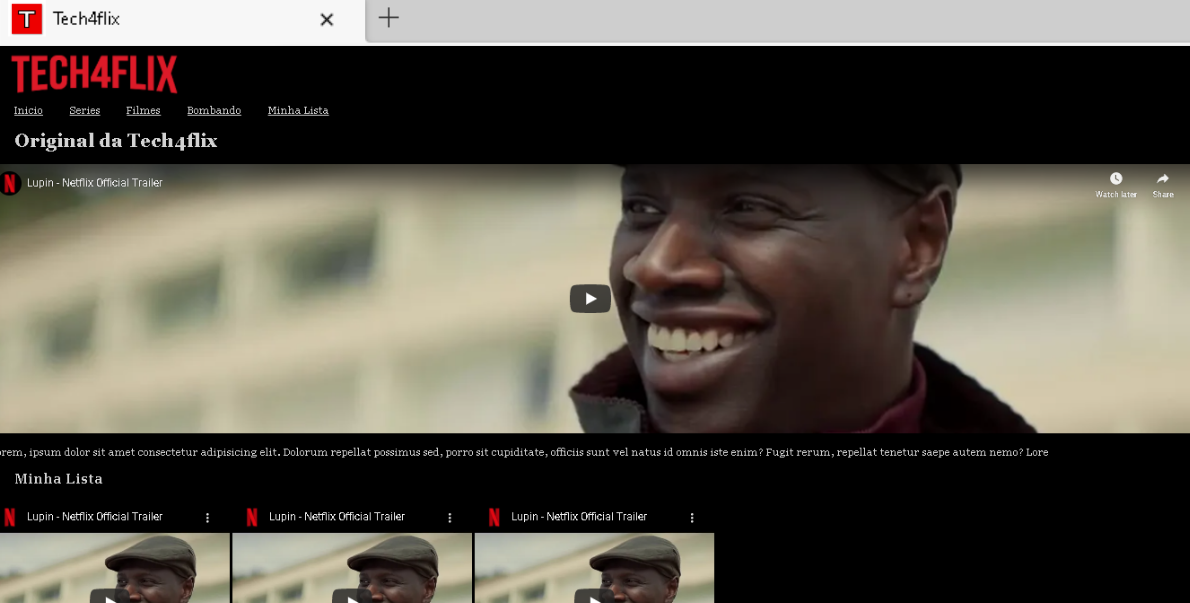 T Tech4flix
TECH4FLIX
Inicio Series Filmes Bombando Minha Lista
Original da Tech4flix
N Lupin - Netflix Official Trailer Watch later Share
orem, ipsum dolor sit amet consectetur adipisicing elit. Dolorum repellat possimus sed, porro sit cupiditate, officiis sunt vel natus id omnis iste enim? Fugit rerum, repellat tenetur saepe autem nemo? Lore
Minha Lista
N Lupin - Netflix Official Trailer N Lupin - Netflix Official Trailer N Lupin - Netflix Official Trailer